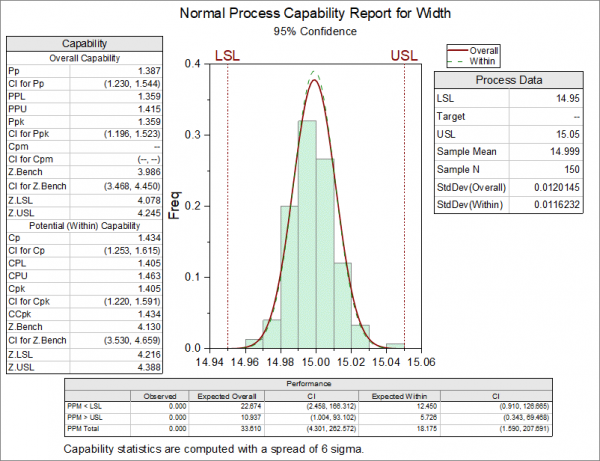 Normal Process Capability Report for Width
95% Confidence
Capability
Overall Capability
Pp 1.387
CI for Pp (1.230, 1.544)
PPL 1.359
PPU 1.415
Ppk 1.359
CI for Ppk (1.196, 1.523)
Cpm --
CI for Cpm (--, --)
Z.Bench 3.986
CI for Z.Bench (3.468, 4.450)
Z.LSL 4.078
Z.USL 4.245
Potential (Within) Capability
Cp 1.434
CI for Cp (1.253, 1.615)
CPL 1.405
CPU 1.463
Cpk 1.405
CI for Cpk (1.220, 1.591)
CCpk 1.434
Z.Bench 4.130
CI for Z.Bench (3.530, 4.659)
Z.LSL 4.216
Z.USL 4.388
LSL USL
0.4
0.3
0.2
0.1
0.0
Freq
14.94 14.96 14.98 15.00 15.02 15.04 15.06
Overall
Within
Process Data
LSL 14.95
Target --
USL 15.05
Sample Mean 14.999
Sample N 150
StdDev(Overall) 0.0120145
StdDev(Within) 0.0116232
Performance
Observed Expected Overall CI Expected Within CI
PPM < LSL 0.000 22.674 (2.458, 166.312) 12.450 (0.910, 126.665)
PPM > USL 0.000 10.937 (1.004, 93.102) 5.726 (0.343, 69.468)
PPM Total 0.000 33.610 (4.301, 262.572) 18.175 (1.590, 207.691)
Capability statistics are computed with a spread of 6 sigma.